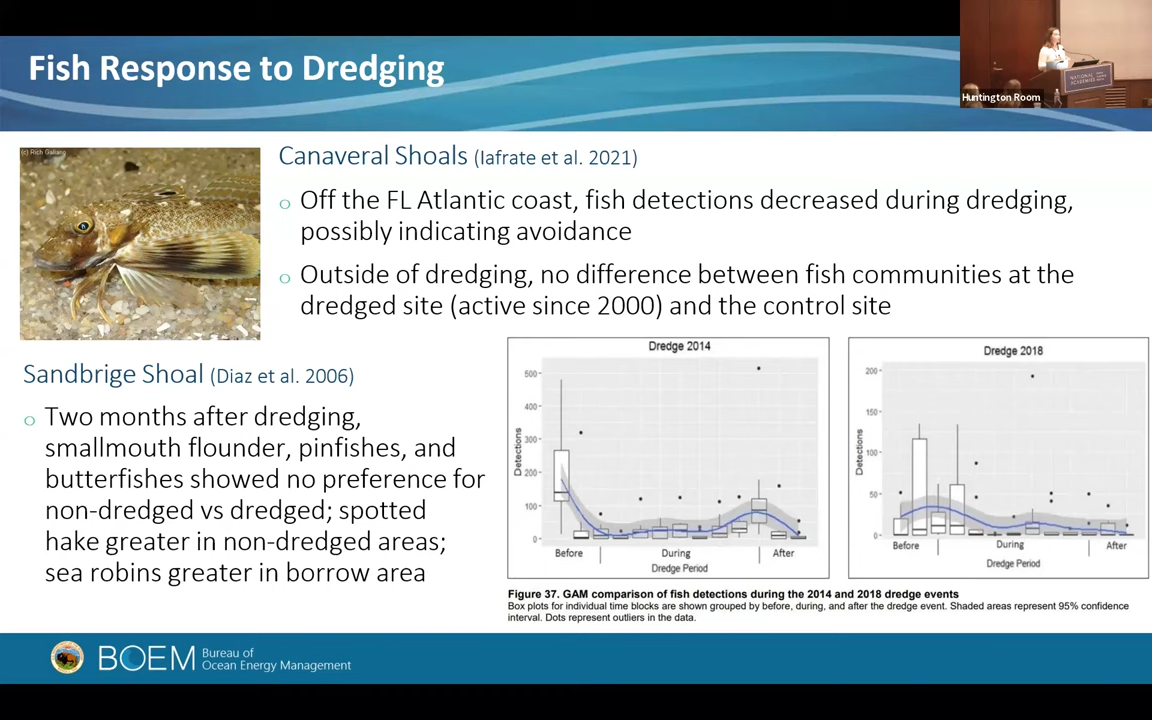 Fish Response to Dredging
NATIONAL
ACADEMIES
Huntington Room
(c) Rich Galiano
Canaveral Shoals (Iafrate et al. 2021)
o Off the FL Atlantic coast, fish detections decreased during dredging,
possibly indicating avoidance
o Outside of dredging, no difference between fish communities at the
dredged site (active since 2000) and the control site
Sandbrige Shoal (Diaz et al. 2006)
o Two months after dredging,
smallmouth flounder, pinfishes, and
butterfishes showed no preference for
non-dredged vs dredged; spotted
hake greater in non-dredged areas;
sea robins greater in borrow area
Dredge 2014
500
400
300
200
100
0
Detections
Before During After
Dredge Period
Dredge 2018
200
150
100
50
0
Detections
Before During After
Dredge Period
Figure 37. GAM comparison of fish detections during the 2014 and 2018 dredge events
Box plots for individual time blocks are shown grouped by before, during, and after the dredge event. Shaded areas represent 95% confidence
interval. Dots represent outliers in the data.
BOEM
Bureau of
Ocean Energy Management